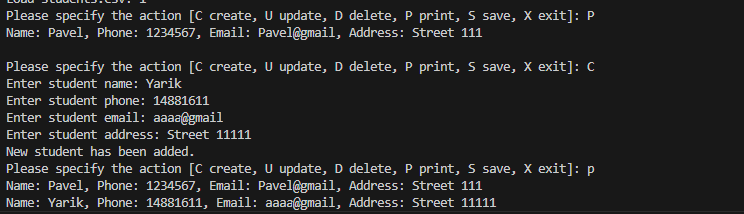 Load students.csv: 1
Please specify the action [C create, U update, D delete, P print, S save, X exit]: P
Name: Pavel, Phone: 1234567, Email: Pavel@gmail, Address: Street 111
Please specify the action [C create, U update, D delete, P print, S save, X exit]: C
Enter student name: Yarik
Enter student phone: 14881611
Enter student email: aaaa@gmail
Enter student address: Street 11111
New student has been added.
Please specify the action [C create, U update, D delete, P print, S save, X exit]: p
Name: Pavel, Phone: 1234567, Email: Pavel@gmail, Address: Street 111
Name: Yarik, Phone: 14881611, Email: aaaa@gmail, Address: Street 11111